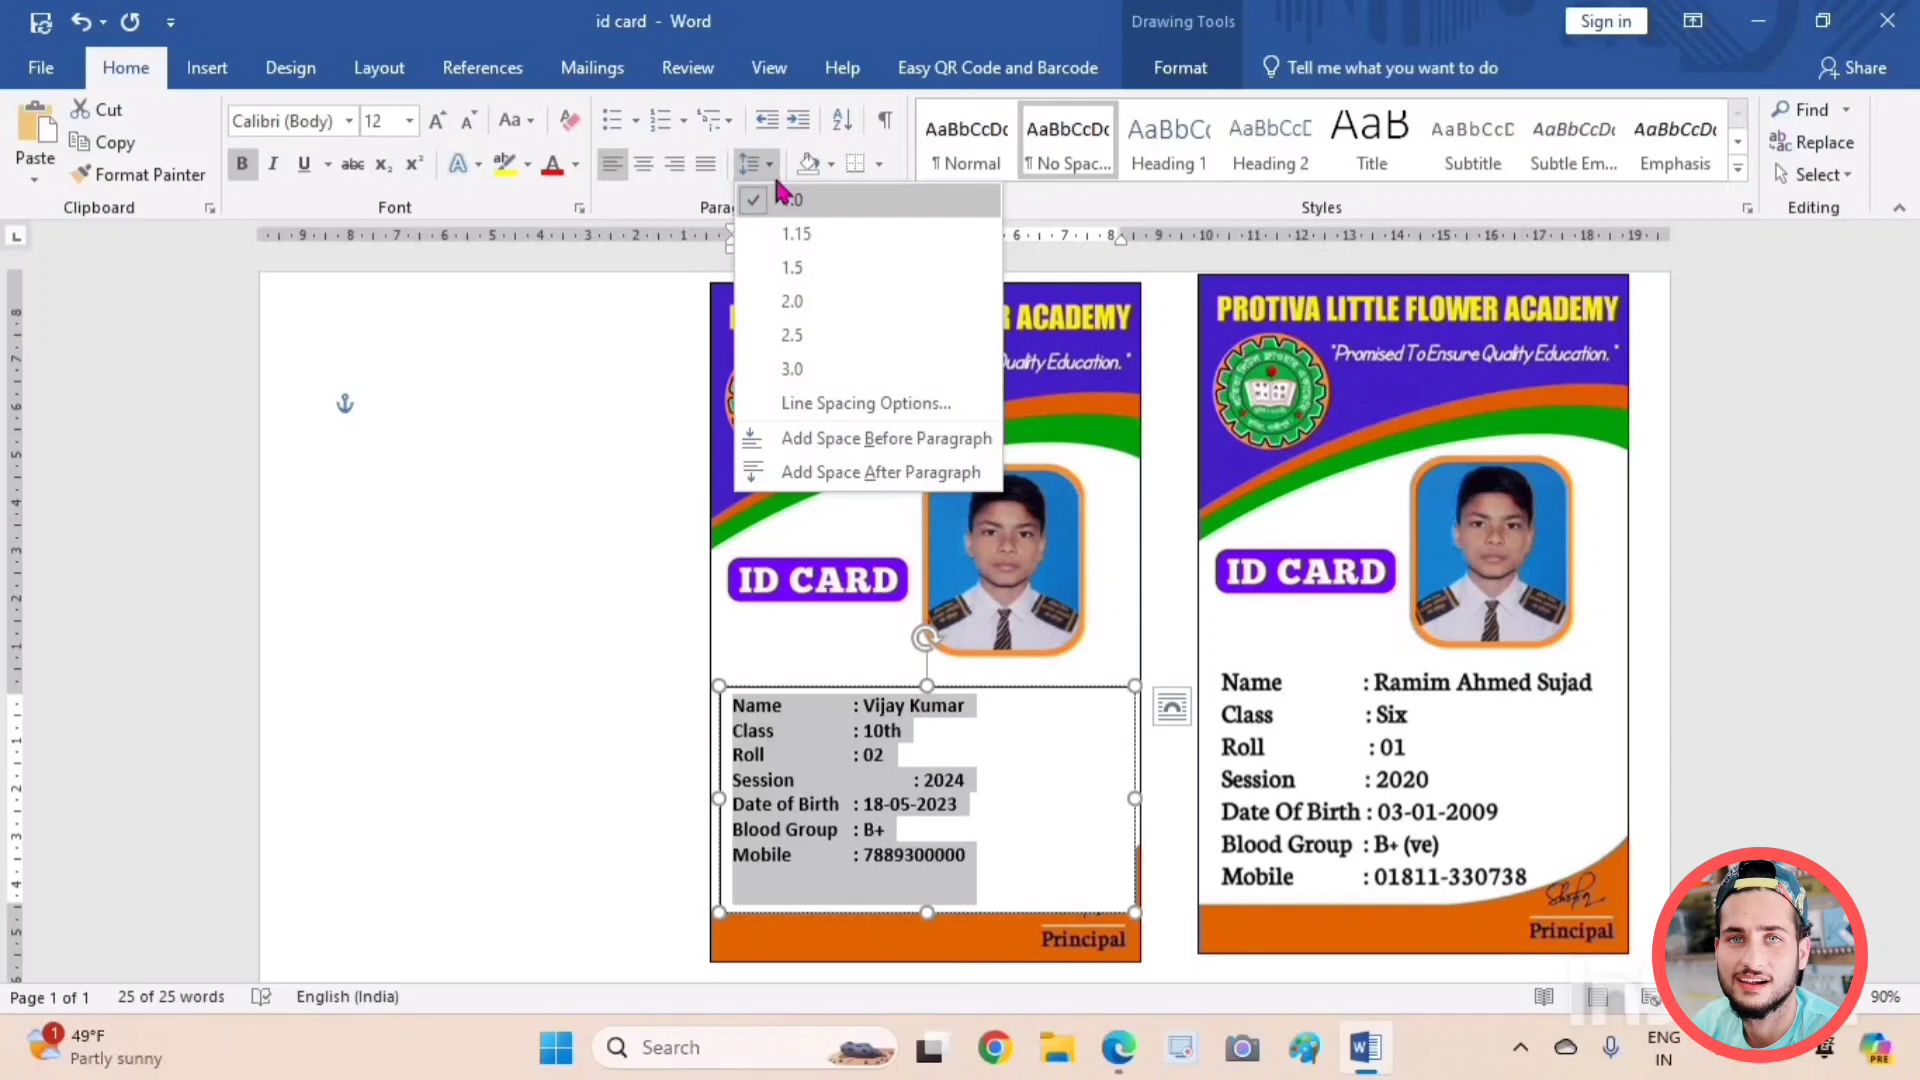 id card - Word
Drawing Tools
Sign in
File
Home
Insert
Design
Layout
References
Mailings
Review
View
Help
Easy QR Code and Barcode
Format
Tell me what you want to do
Share
Paste
Cut
Copy
Format Painter
Clipboard
Calibri (Body)
12
Font
AaBbCcDc
¶ Normal
AaBbCcDc
¶ No Spac...
AaBbC
Heading 1
AaBbCcD
Heading 2
AaB
Title
AaBbCcD
Subtitle
AaBbCcDc
Subtle Em...
AaBbCcDc
Emphasis
Styles
Find
Replace
Select
Editing
1.15
1.5
2.0
2.5
3.0
Line Spacing Options...
Add Space Before Paragraph
Add Space After Paragraph
ACADEMY
Quality Education."
ID CARD
Name : Vijay Kumar
Class : 10th
Roll : 02
Session : 2024
Date of Birth : 18-05-2023
Blood Group : B+
Mobile : 7889300000
Principal
PROTIVA LITTLE FLOWER ACADEMY
"Promised To Ensure Quality Education."
ID CARD
Name : Ramim Ahmed Sujad
Class : Six
Roll : 01
Session : 2020
Date Of Birth : 03-01-2009
Blood Group : B+ (ve)
Mobile : 01811-330738
Principal
Page 1 of 1
25 of 25 words
English (India)
90%
1
49°F
Partly sunny
Search
ENG
IN
PRE